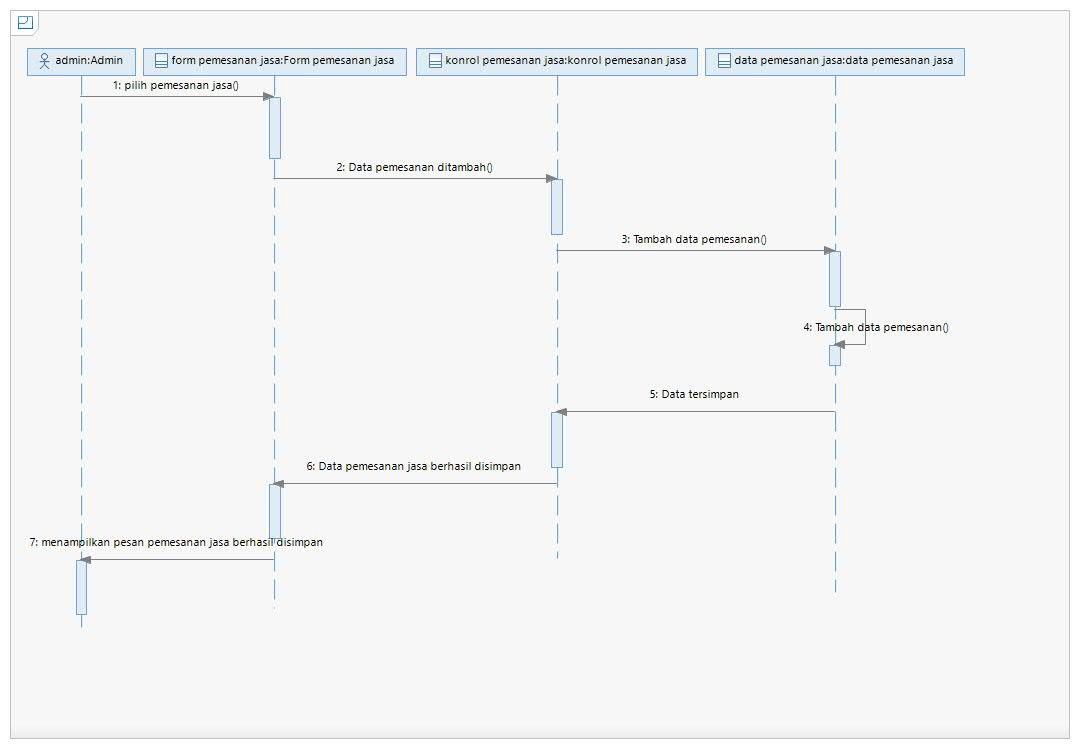 admin:Admin
form pemesanan jasa:Form pemesanan jasa
konrol pemesanan jasa:konrol pemesanan jasa
data pemesanan jasa:data pemesanan jasa
1: pilih pemesanan jasa()
2: Data pemesanan ditambah()
3: Tambah data pemesanan()
4: Tambah data pemesanan()
5: Data tersimpan
6: Data pemesanan jasa berhasil disimpan
7: menampilkan pesan pemesanan jasa berhasil disimpan